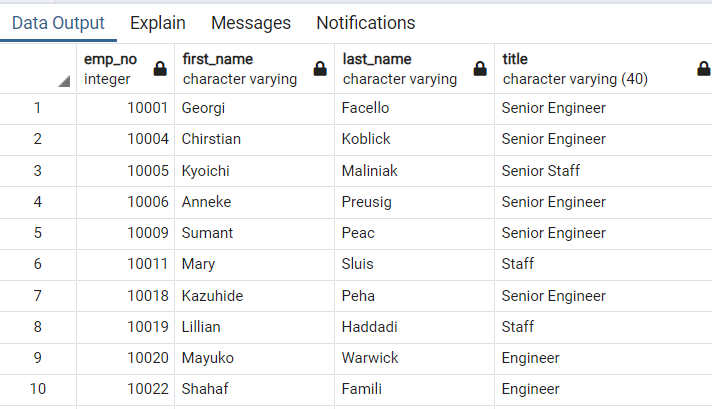 Data Output Explain Messages Notifications
emp_no first_name last_name title
integer character varying character varying character varying (40)
1 10001 Georgi Facello Senior Engineer
2 10004 Chirstian Koblick Senior Engineer
3 10005 Kyoichi Maliniak Senior Staff
4 10006 Anneke Preusig Senior Engineer
5 10009 Sumant Peac Senior Engineer
6 10011 Mary Sluis Staff
7 10018 Kazuhide Peha Senior Engineer
8 10019 Lillian Haddadi Staff
9 10020 Mayuko Warwick Engineer
10 10022 Shahaf Famili Engineer